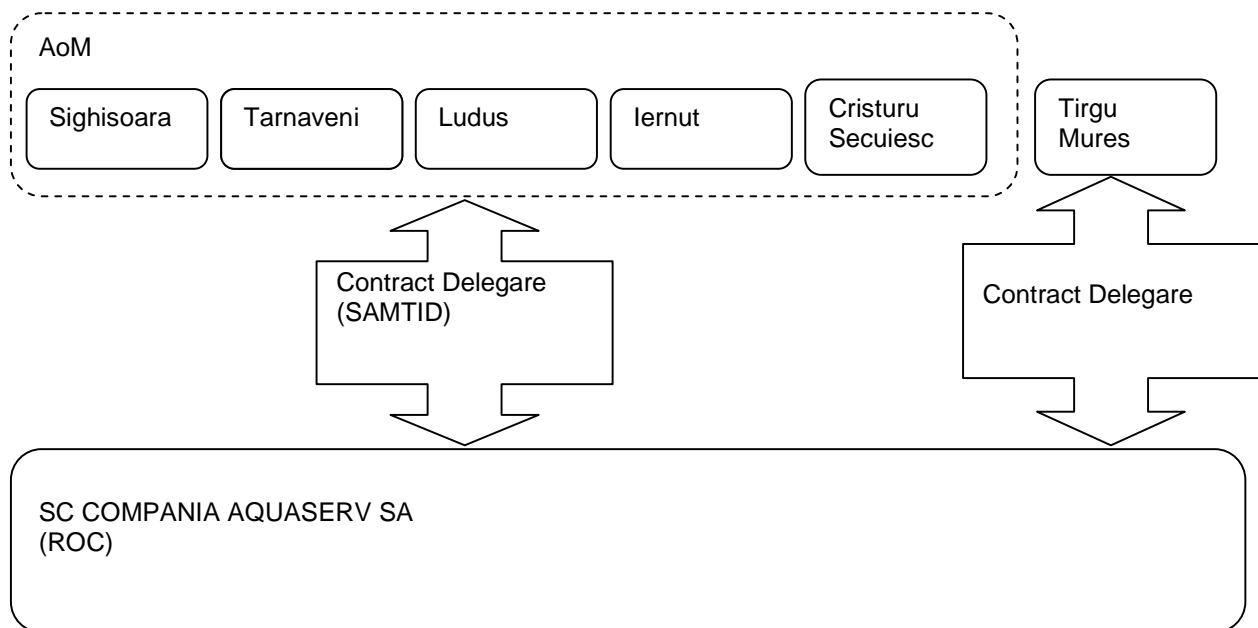 AoM
Sighisoara
Tarnaveni
Ludus
Iernut
Cristuru
Secuiesc
Tirgu
Mures
Contract Delegare
(SAMTID)
Contract Delegare
SC COMPANIA AQUASERV SA
(ROC)